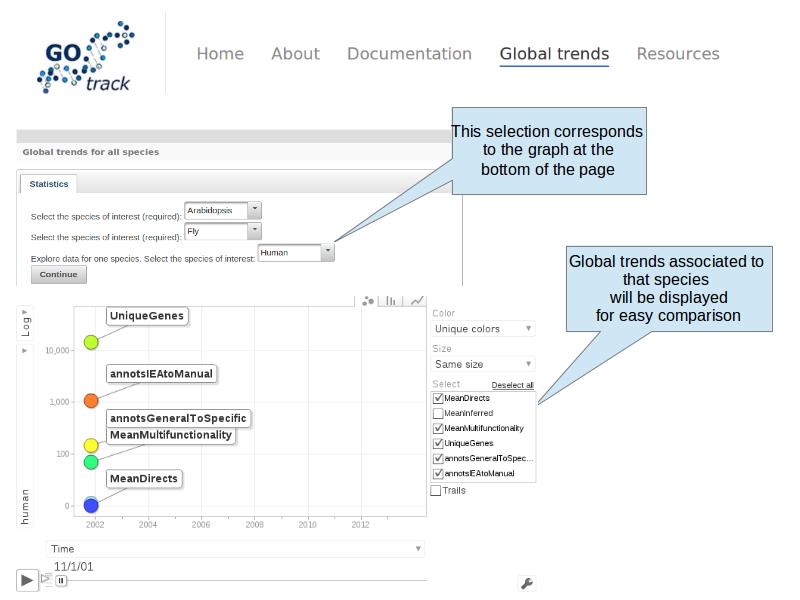 GO
track
Home About Documentation Global trends Resources
This selection corresponds
to the graph at the
bottom of the page
Global trends for all species
Statistics
Select the species of interest (required): Arabidopsis
Select the species of interest (required): Fly
Explore data for one species. Select the species of interest: Human
Continue
Global trends associated to
that species
will be displayed
for easy comparison
Log
human
10,000
1,000
100
0
UniqueGenes
annotsIEAtoManual
annotsGeneralToSpecific
MeanMultifunctionality
MeanDirects
2002 2004 2006 2008 2010 2012
Color
Unique colors
Size
Same size
Select Deselect all
MeanDirects
MeanInferred
MeanMultifunctionality
UniqueGenes
annotsGeneralToSpec...
annotsIEAtoManual
Trails
Time
11/1/01